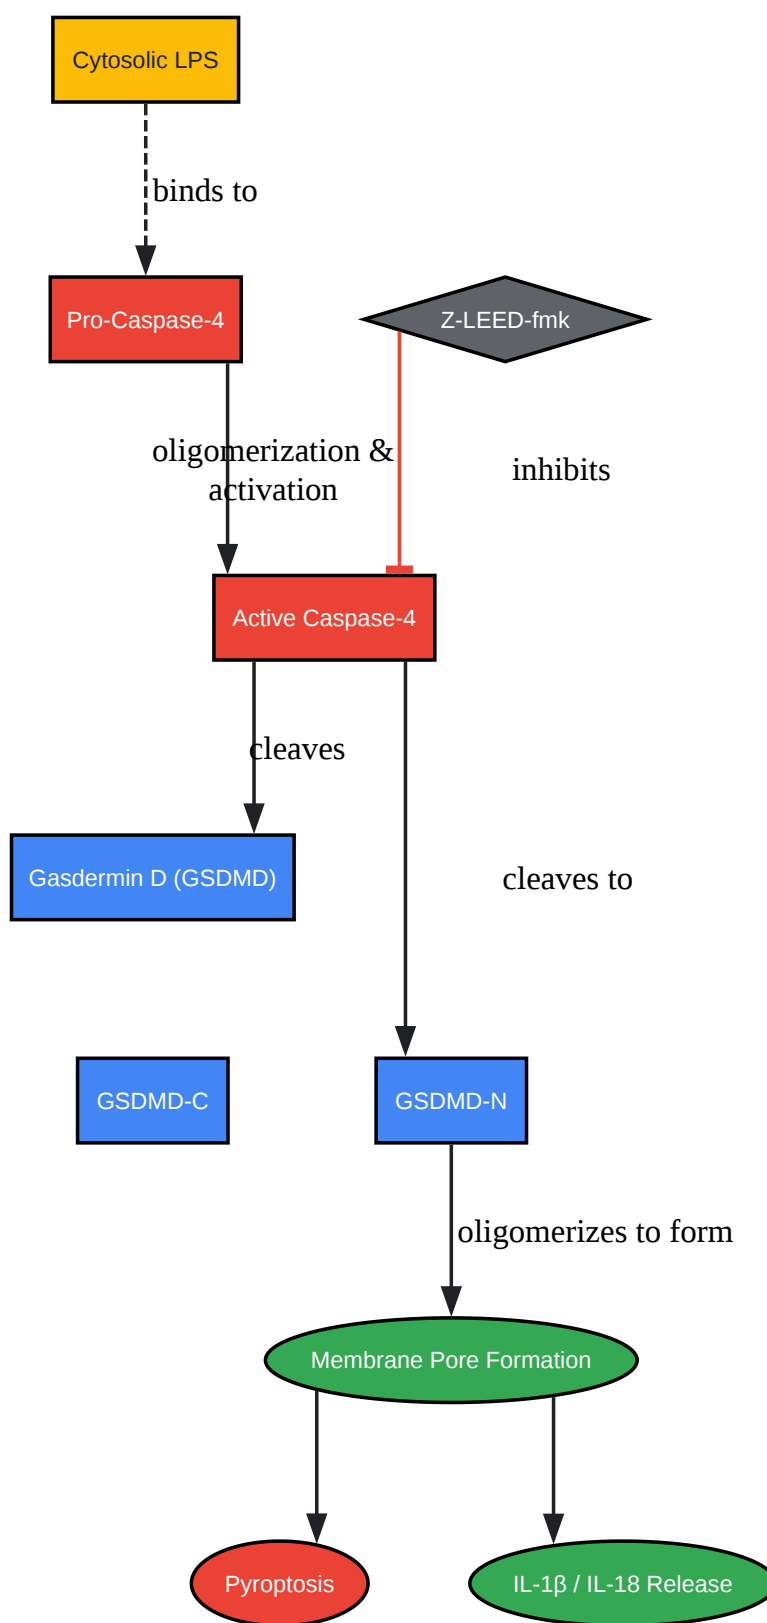 Cytosolic LPS
binds to
Pro-Caspase-4
Z-LEED-fmk
oligomerization &
activation
inhibits
Active Caspase-4
cleaves
Gasdermin D (GSDMD)
cleaves to
GSDMD-C
GSDMD-N
oligomerizes to form
Membrane Pore Formation
Pyroptosis
IL-1β / IL-18 Release